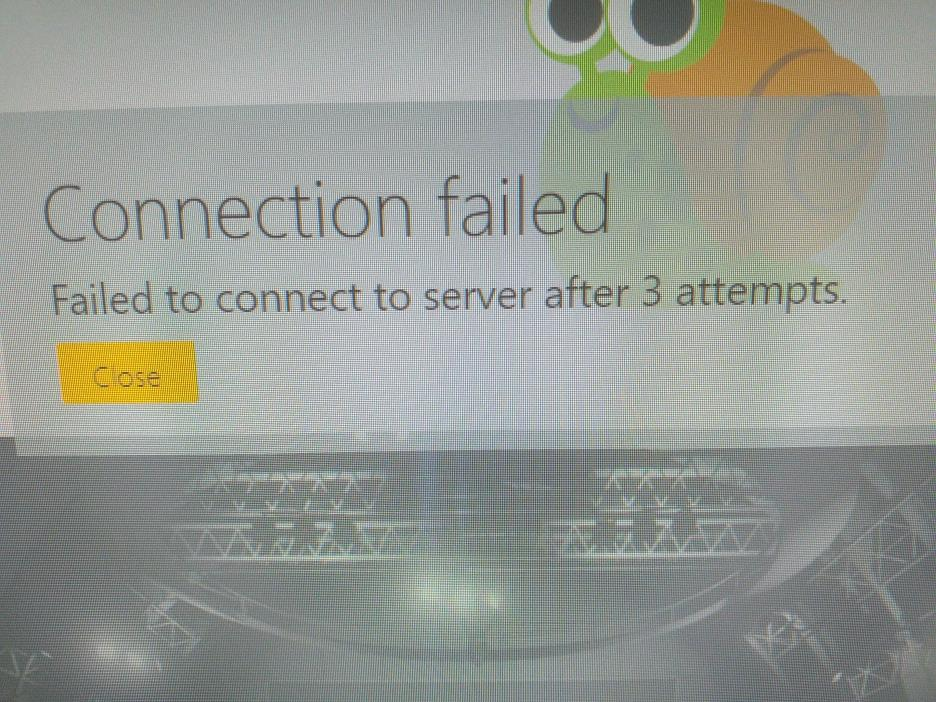 Connection failed
Failed to connect to server after 3 attempts.
Close